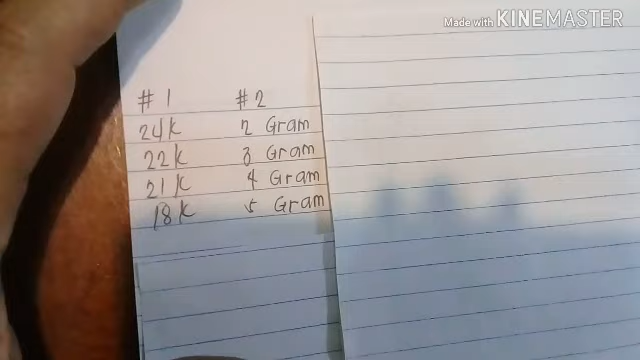 Made with KINEMASTER
#1 #2
24K 2 Gram
22K 3 Gram
21K 4 Gram
18K 5 Gram